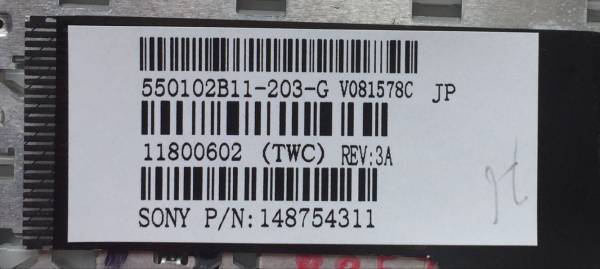 550102B11-203-G V081578C JP
11800602 (TWC) REV:3A
SONY P/N:148754311